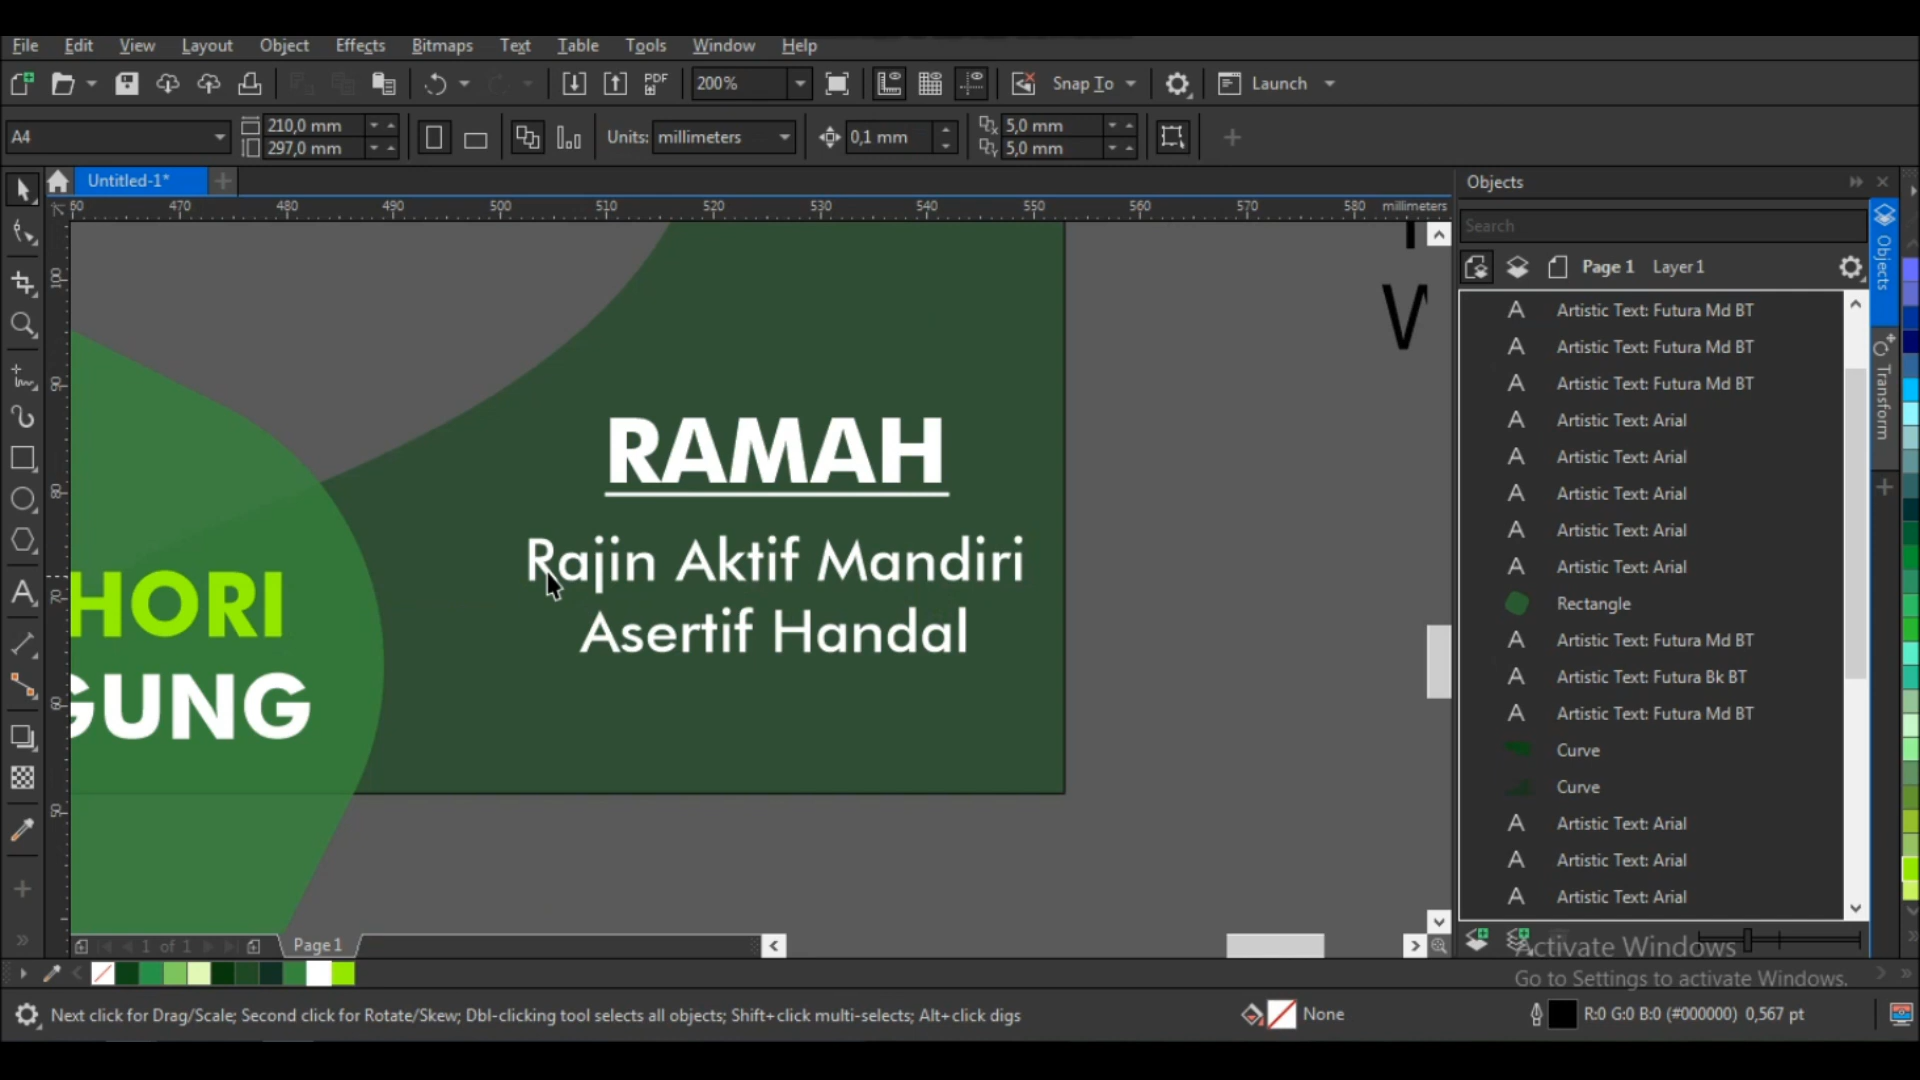 File Edit View Layout Object Effects Bitmaps Text Table Tools Window Help
PDF 200% Snap To Launch
A4 210,0 mm 297,0 mm Units: millimeters 0,1 mm 5,0 mm 5,0 mm
Untitled-1*
470 480 490 500 510 520 530 540 550 560 570 580 millimeters
100
90
80
70
60
50
V
RAMAH
Rajin Aktif Mandiri
Asertif Handal
HORI
GUNG
Objects
Search
Page 1 Layer 1
Artistic Text: Futura Md BT
Artistic Text: Futura Md BT
Artistic Text: Futura Md BT
Artistic Text: Arial
Artistic Text: Arial
Artistic Text: Arial
Artistic Text: Arial
Artistic Text: Arial
Rectangle
Artistic Text: Futura Md BT
Artistic Text: Futura Bk BT
Artistic Text: Futura Md BT
Curve
Curve
Artistic Text: Arial
Artistic Text: Arial
Artistic Text: Arial
Objects
Transform
1 of 1 Page 1
Activate Windows
Go to Settings to activate Windows.
Next click for Drag/Scale; Second click for Rotate/Skew; Dbl-clicking tool selects all objects; Shift+click multi-selects; Alt+click digs
None
R:0 G:0 B:0 (#000000) 0,567 pt